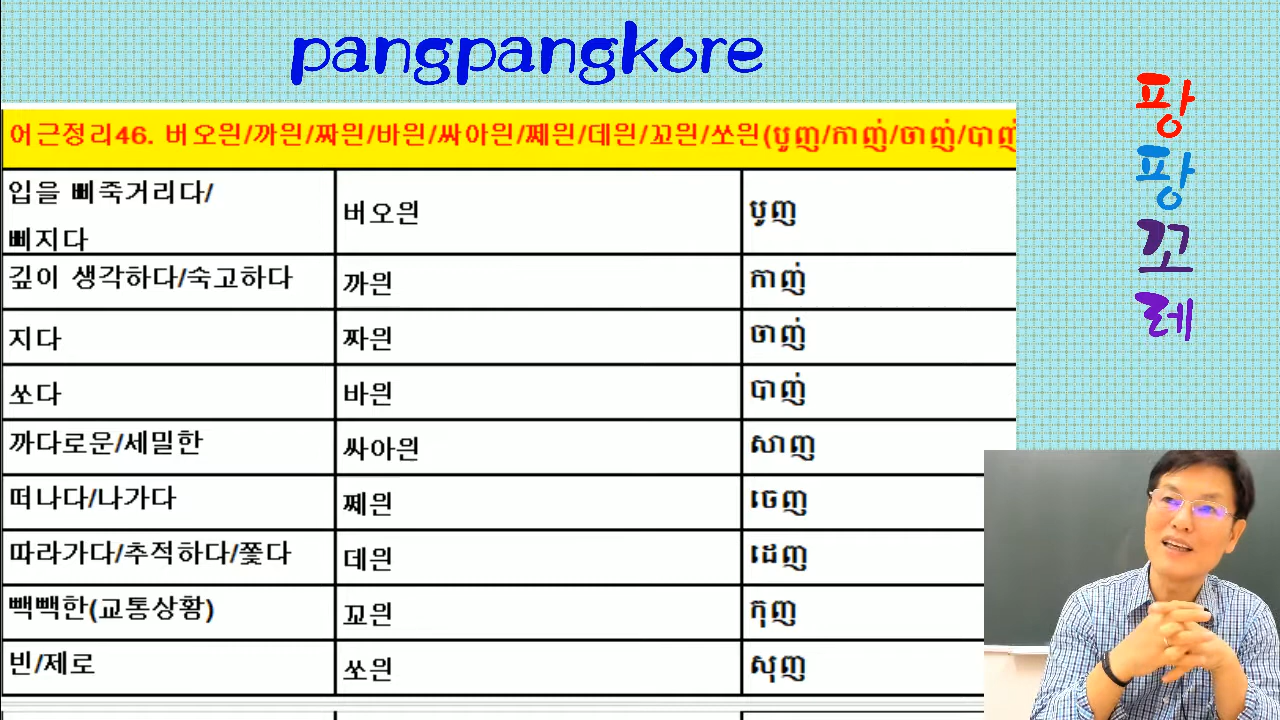 pangpangkore
팡
팡
꼬
레
어근정리46. 버오읜/까읜/짜읜/바읜/싸아읜/쩨읜/데읜/꼬읜/쏘읜(បូញ/កាញ់/ចាញ់/បាញ់
입을 삐죽거리다/
삐지다
버오읜
បូញ
깊이 생각하다/숙고하다
까읜
កាញ់
지다
짜읜
ចាញ់
쏘다
바읜
បាញ់
까다로운/세밀한
싸아읜
សាញ
떠나다/나가다
쩨읜
ចេញ
따라가다/추적하다/쫓다
데읜
ដេញ
빽빽한(교통상황)
꼬읜
កុញ
빈/제로
쏘읜
សុញ